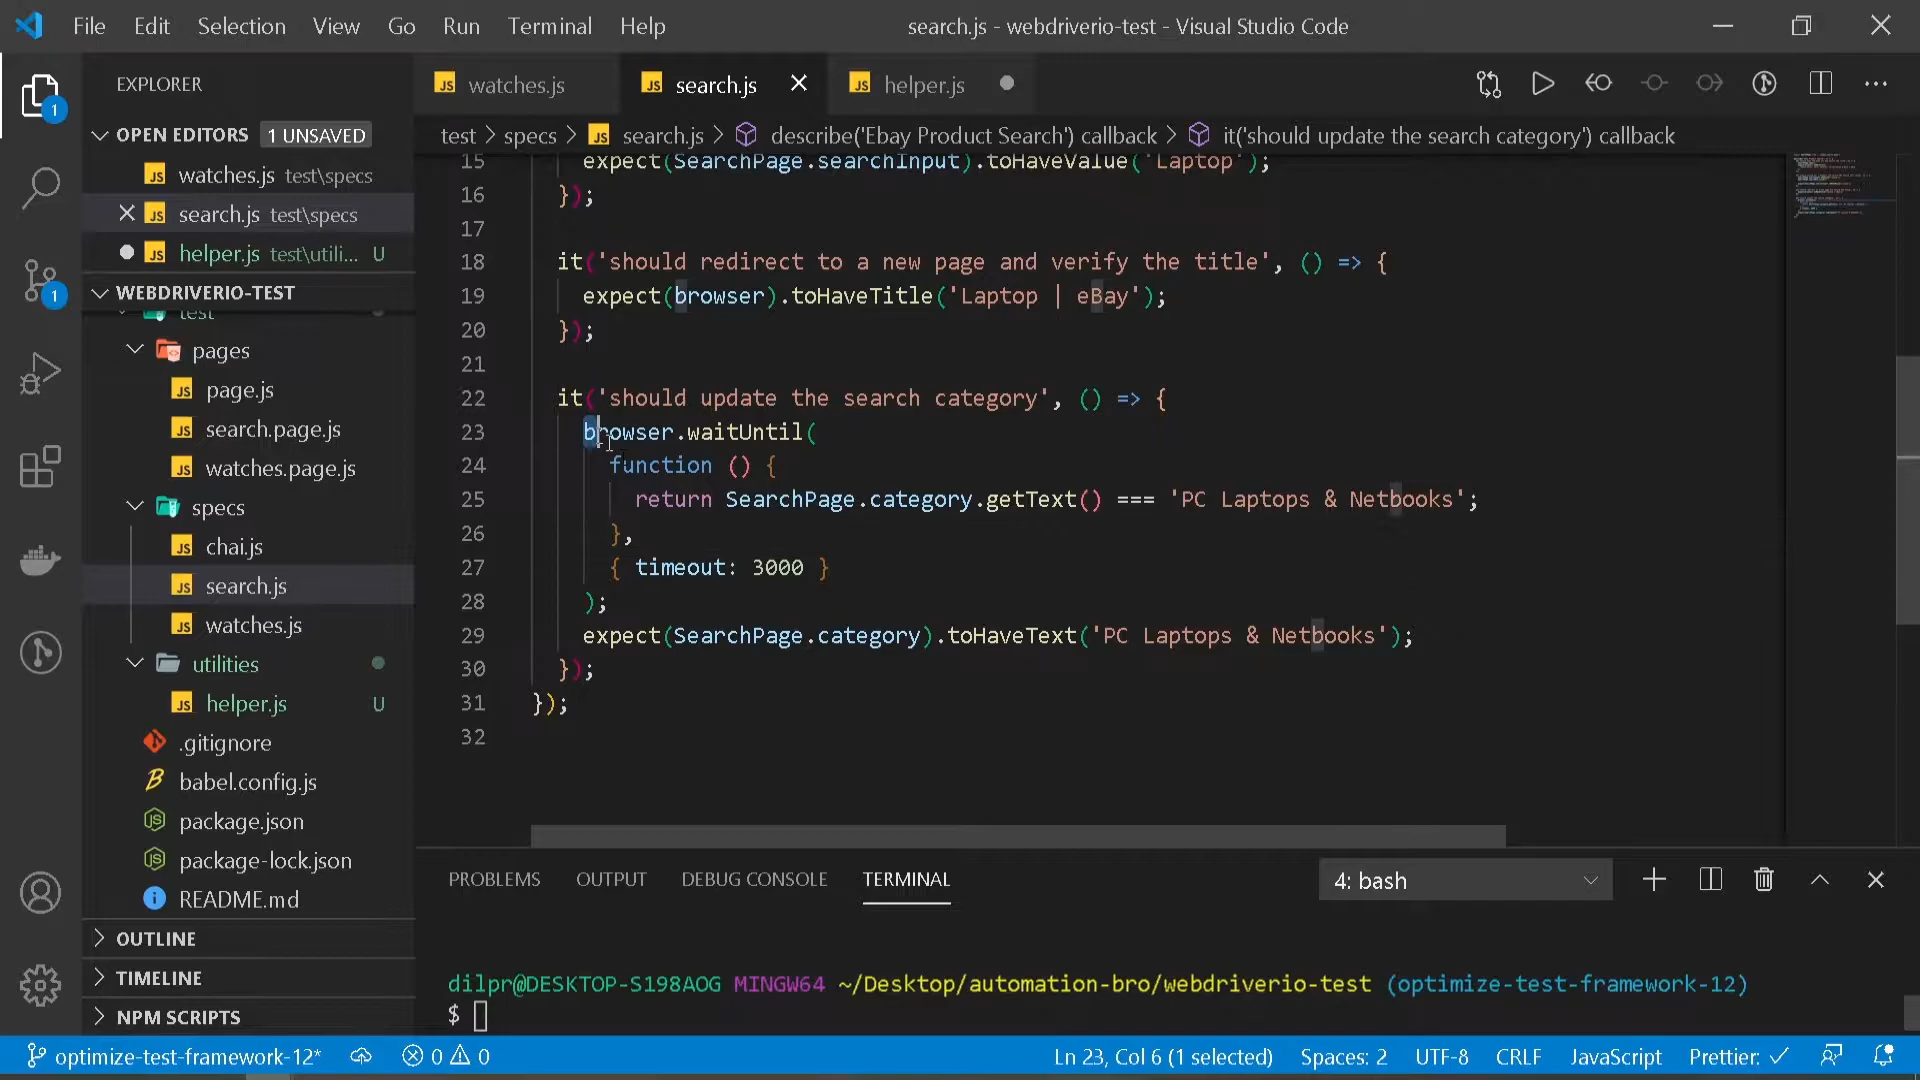 File Edit Selection View Go Run Terminal Help search.js - webdriverio-test - Visual Studio Code
EXPLORER
OPEN EDITORS 1 UNSAVED
watches.js test\specs
search.js test\specs
helper.js test\utili... U
WEBDRIVERIO-TEST
test
pages
page.js
search.page.js
watches.page.js
specs
chai.js
search.js
watches.js
utilities
helper.js U
.gitignore
babel.config.js
package.json
package-lock.json
README.md
OUTLINE
TIMELINE
NPM SCRIPTS
1
1
watches.js search.js helper.js
test > specs > search.js > describe('Ebay Product Search') callback > it('should update the search category') callback
15 expect(SearchPage.searchInput).toHaveValue('Laptop');
16 });
17
18 it('should redirect to a new page and verify the title', () => {
19 expect(browser).toHaveTitle('Laptop | eBay');
20 });
21
22 it('should update the search category', () => {
23 browser.waitUntil(
24 function () {
25 return SearchPage.category.getText() === 'PC Laptops & Netbooks';
26 },
27 { timeout: 3000 }
28 );
29 expect(SearchPage.category).toHaveText('PC Laptops & Netbooks');
30 });
31 });
32
PROBLEMS OUTPUT DEBUG CONSOLE TERMINAL 4: bash
dilpr@DESKTOP-S198AOG MINGW64 ~/Desktop/automation-bro/webdriverio-test (optimize-test-framework-12)
$
optimize-test-framework-12* 0 0 Ln 23, Col 6 (1 selected) Spaces: 2 UTF-8 CRLF JavaScript Prettier: ✓